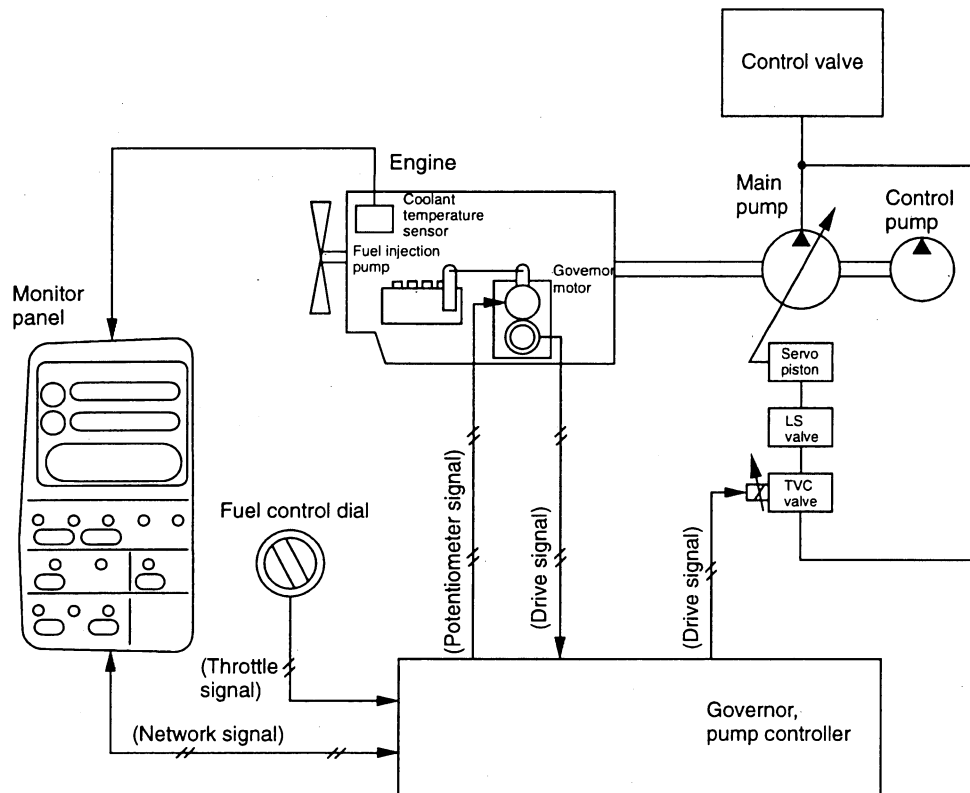 Control valve
Engine
Main
pump
Control
pump
Coolant
temperature
sensor
Fuel injection
pump
Governor
motor
Monitor
panel
Servo
piston
LS
valve
TVC
valve
Fuel control dial
(Potentiometer signal)
(Drive signal)
(Drive signal)
(Throttle
signal)
(Network signal)
Governor,
pump controller